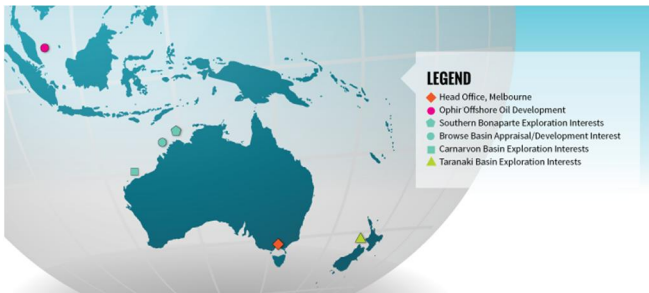 LEGEND
Head Office, Melbourne
Ophir Offshore Oil Development
Southern Bonaparte Exploration Interests
Browse Basin Appraisal/Development Interest
Carnarvon Basin Exploration Interests
Taranaki Basin Exploration Interests